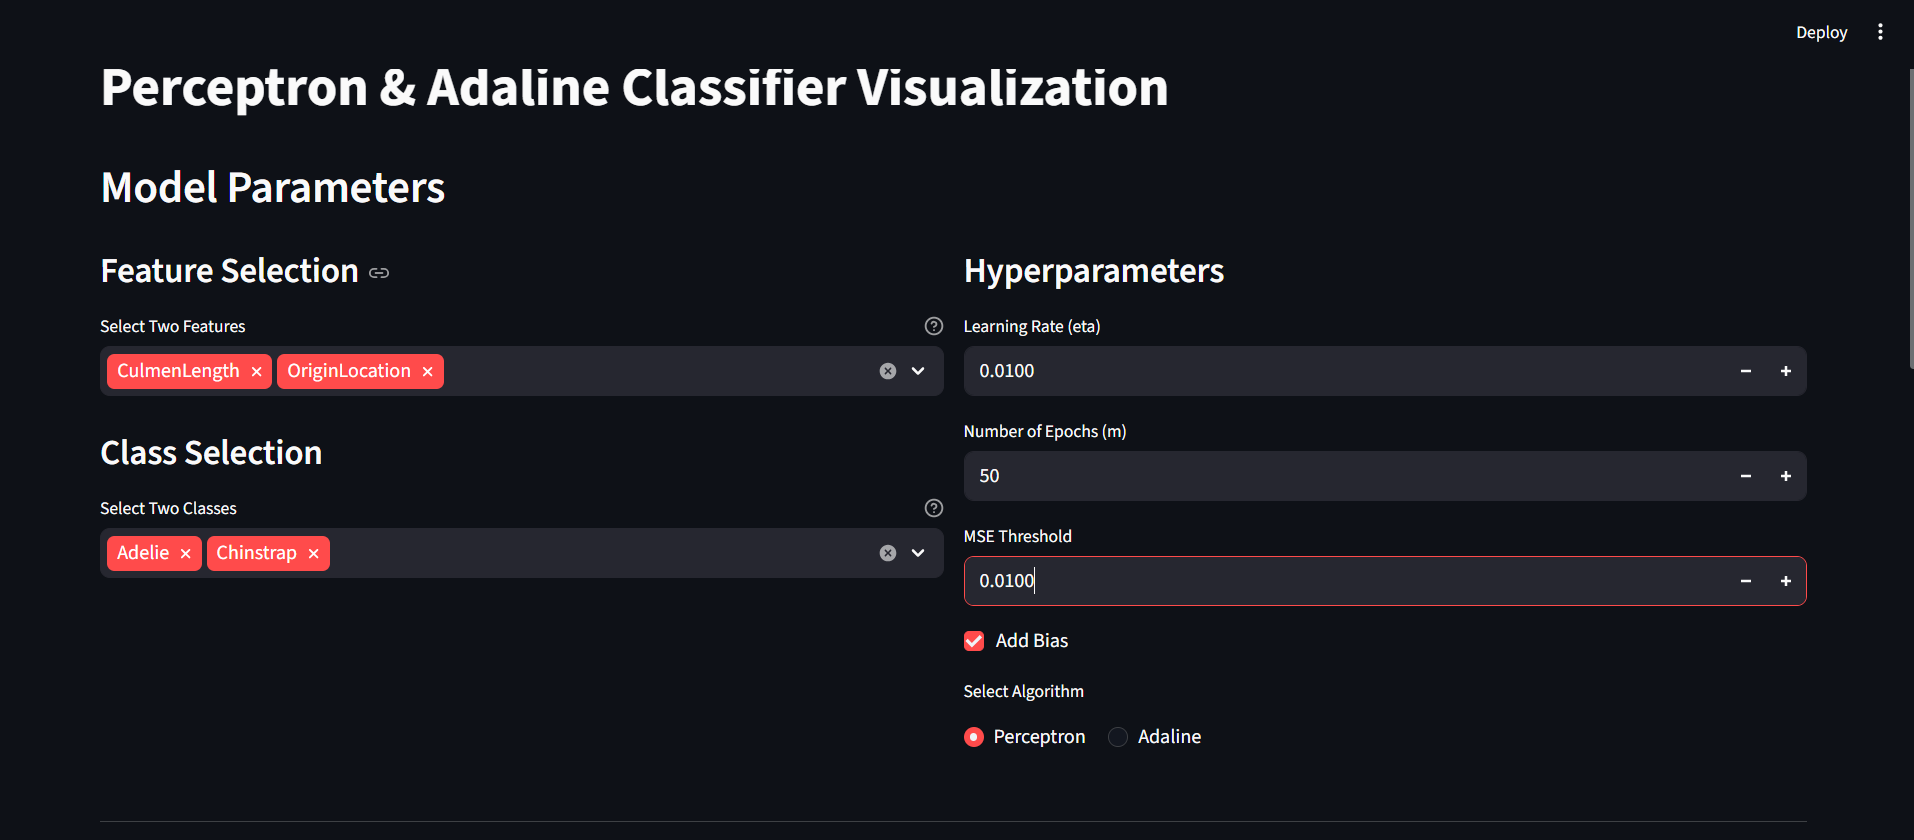 Deploy
Perceptron & Adaline Classifier Visualization
Model Parameters
Feature Selection
Select Two Features
CulmenLength
OriginLocation
Class Selection
Select Two Classes
Adelie
Chinstrap
Hyperparameters
Learning Rate (eta)
0.0100
Number of Epochs (m)
50
MSE Threshold
0.0100
Add Bias
Select Algorithm
Perceptron
Adaline